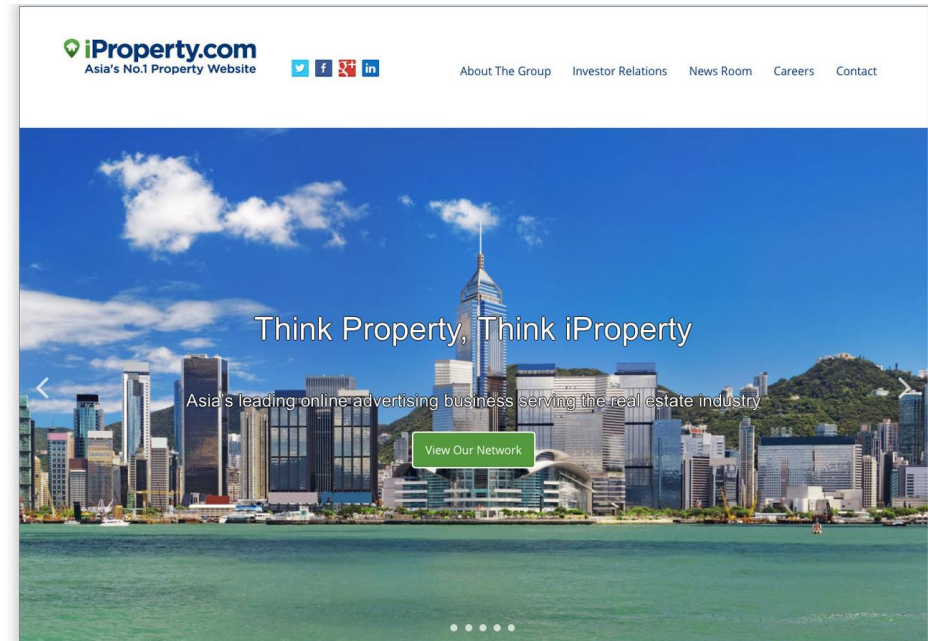 iProperty.com
Asia's No.1 Property Website
About The Group Investor Relations News Room Careers Contact
Think Property, Think iProperty
Asia's leading online advertising business serving the real estate industry
View Our Network